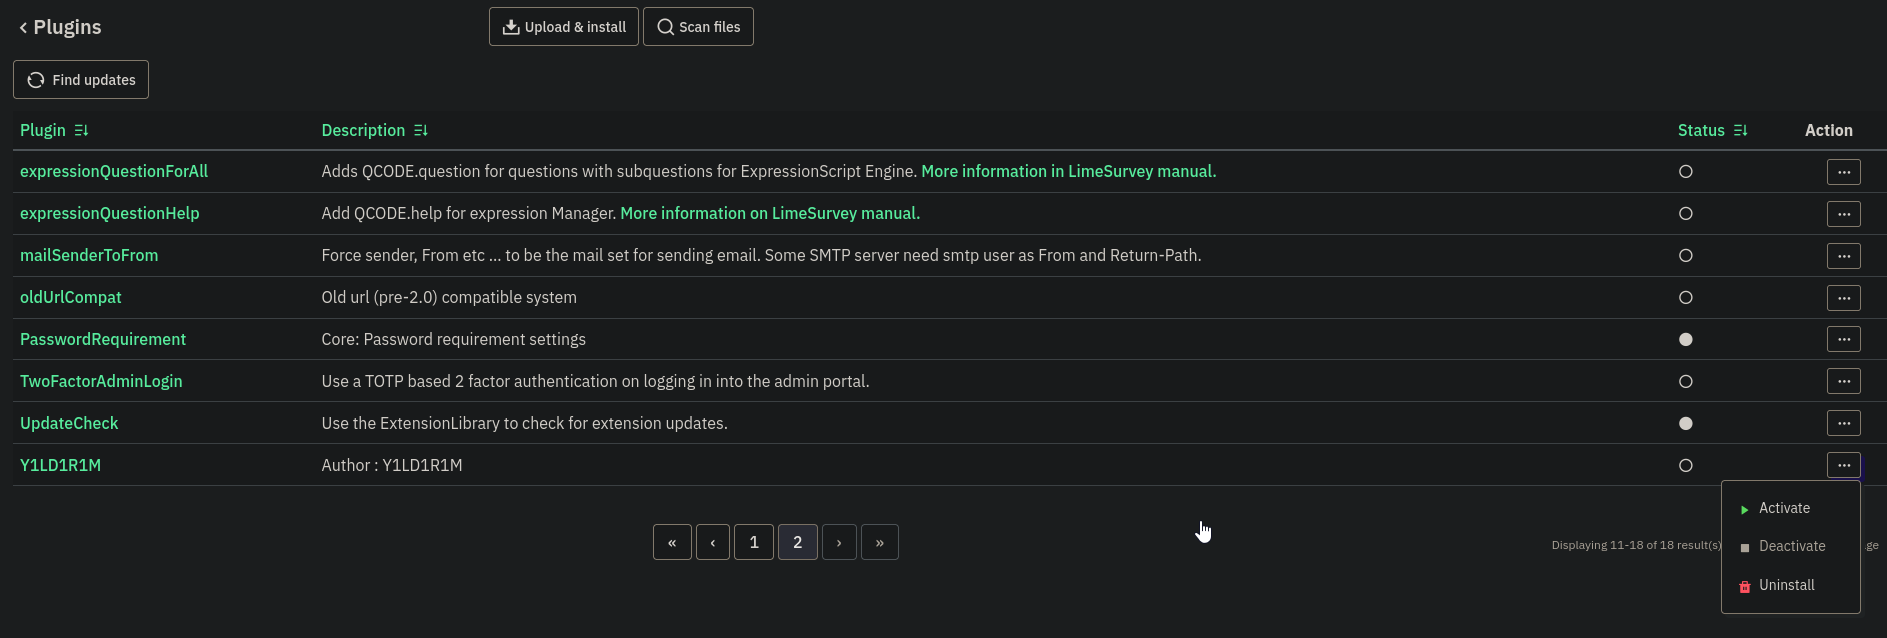 Plugins
Upload & install
Scan files
Find updates
Plugin Description Status Action
expressionQuestionForAll Adds QCODE.question for questions with subquestions for ExpressionScript Engine. More information in LimeSurvey manual. ...
expressionQuestionHelp Add QCODE.help for expression Manager. More information on LimeSurvey manual. ...
mailSenderToFrom Force sender, From etc ... to be the mail set for sending email. Some SMTP server need smtp user as From and Return-Path. ...
oldUrlCompat Old url (pre-2.0) compatible system ...
PasswordRequirement Core: Password requirement settings ...
TwoFactorAdminLogin Use a TOTP based 2 factor authentication on logging in into the admin portal. ...
UpdateCheck Use the ExtensionLibrary to check for extension updates. ...
Y1LD1R1M Author : Y1LD1R1M ...
Activate
« ‹ 1 2 › »
Displaying 11-18 of 18 result(s)
Deactivate
Uninstall